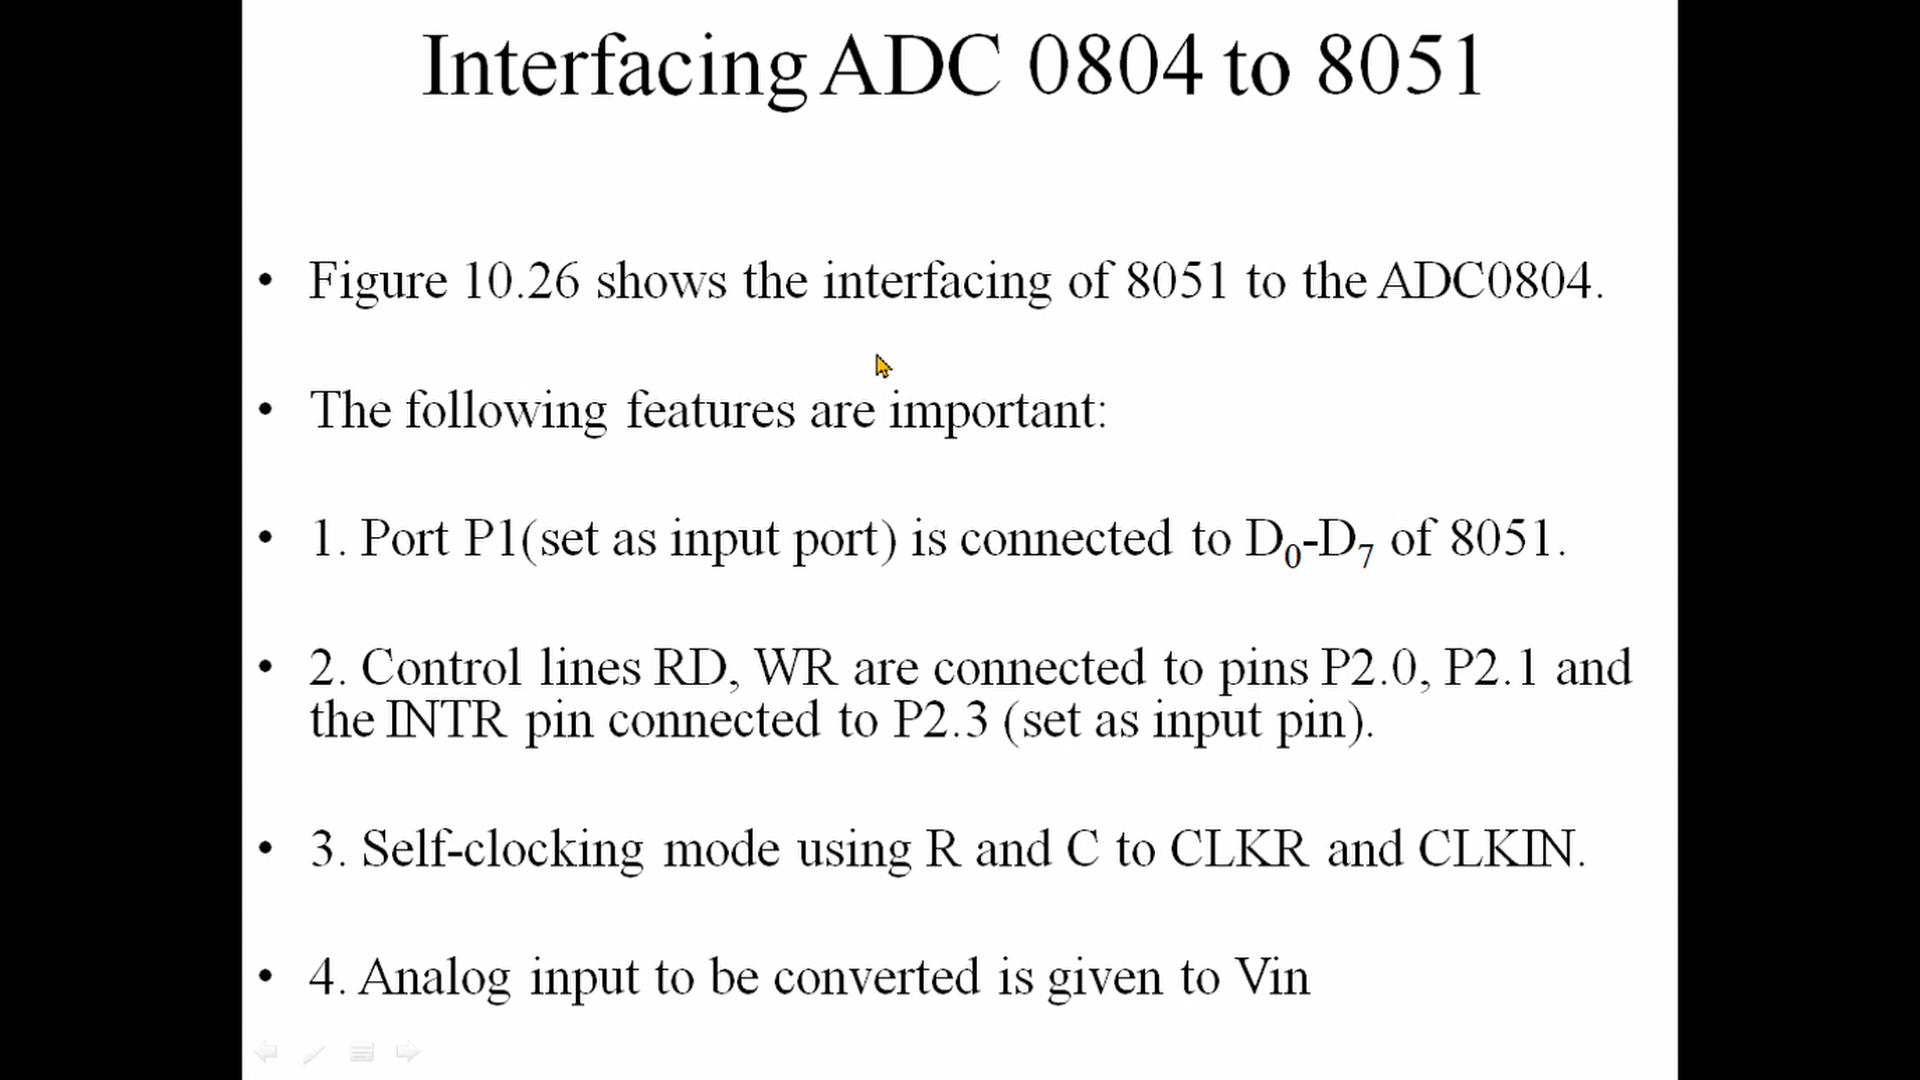 Interfacing ADC 0804 to 8051
• Figure 10.26 shows the interfacing of 8051 to the ADC0804.
• The following features are important:
• 1. Port P1(set as input port) is connected to D₀-D₇ of 8051.
• 2. Control lines RD, WR are connected to pins P2.0, P2.1 and
the INTR pin connected to P2.3 (set as input pin).
• 3. Self-clocking mode using R and C to CLKR and CLKIN.
• 4. Analog input to be converted is given to Vin